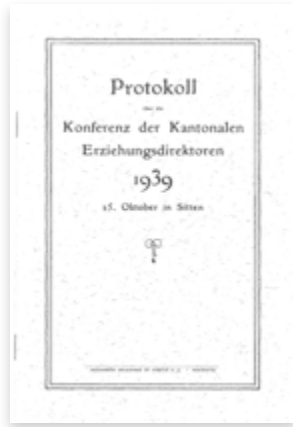 Protokoll
über die
Konferenz der Kantonalen
Erziehungsdirektoren
1939
15. Oktober in Sitten